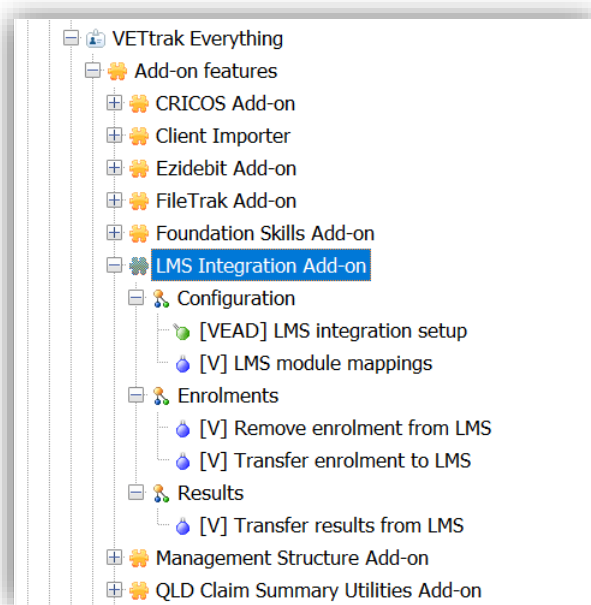 VETtrak Everything
Add-on features
CRICOS Add-on
Client Importer
Ezidebit Add-on
FileTrak Add-on
Foundation Skills Add-on
LMS Integration Add-on
Configuration
[VEAD] LMS integration setup
[V] LMS module mappings
Enrolments
[V] Remove enrolment from LMS
[V] Transfer enrolment to LMS
Results
[V] Transfer results from LMS
Management Structure Add-on
QLD Claim Summary Utilities Add-on